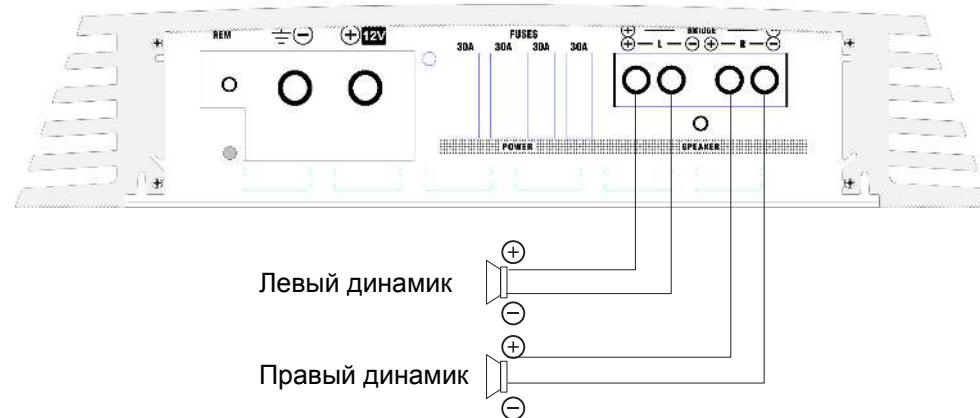 REM
⏚ ⊖ ⊕ 12V
FUSES
30A 30A 30A 30A
BRIDGE
⊕ L ⊖ ⊕ R ⊖
POWER
SPEAKER
⊕
Левый динамик
⊖
⊕
Правый динамик
⊖